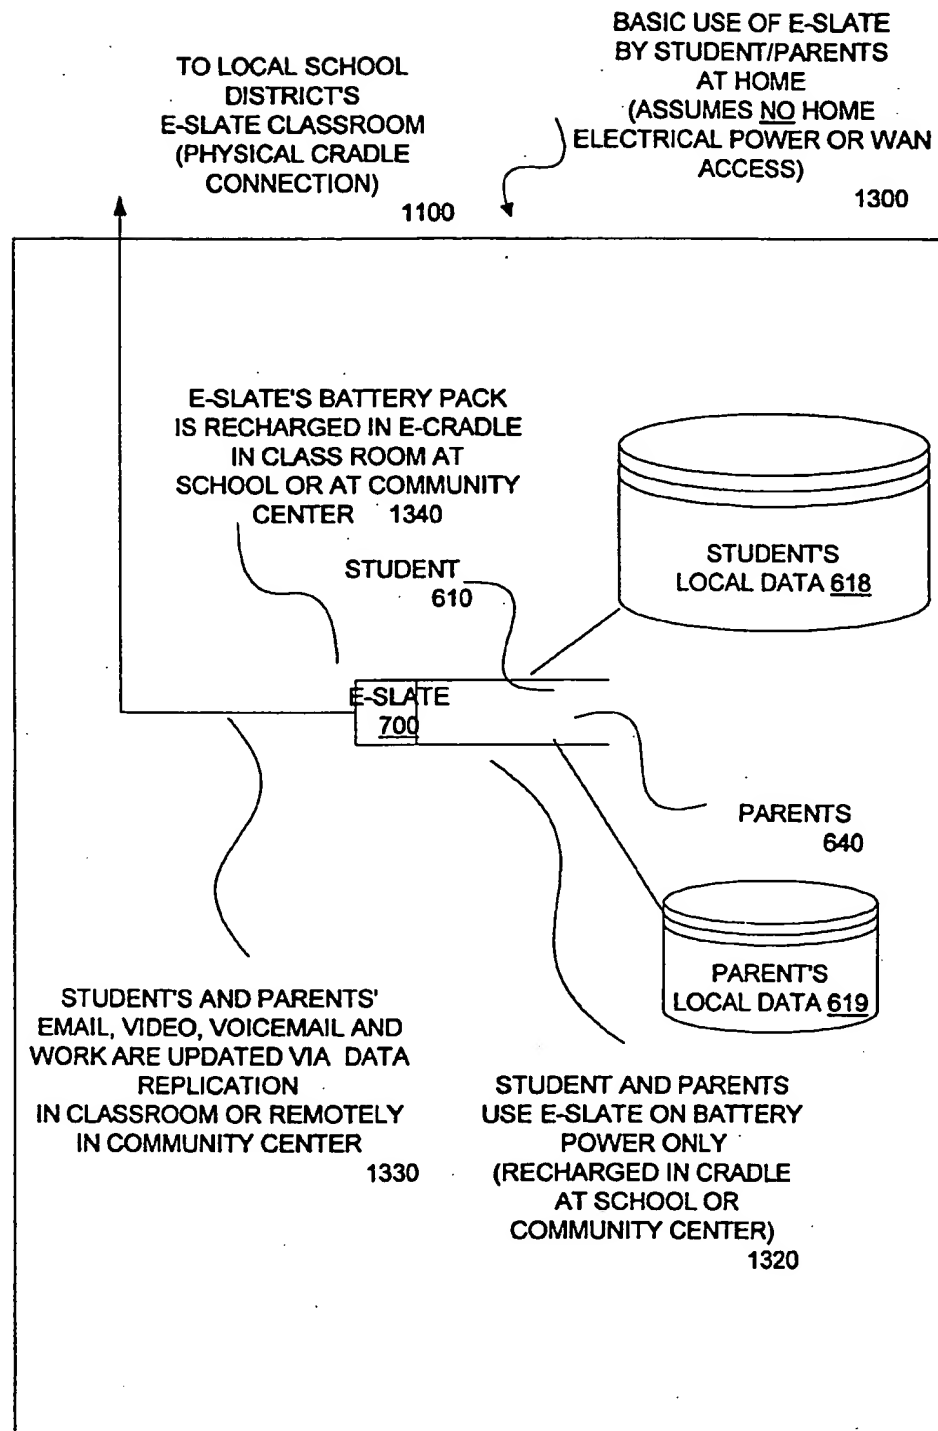 TO LOCAL SCHOOL
DISTRICT'S
E-SLATE CLASSROOM
(PHYSICAL CRADLE
CONNECTION)
1100
BASIC USE OF E-SLATE
BY STUDENT/PARENTS
AT HOME
(ASSUMES NO HOME
ELECTRICAL POWER OR WAN
ACCESS)
1300
E-SLATE'S BATTERY PACK
IS RECHARGED IN E-CRADLE
IN CLASS ROOM AT
SCHOOL OR AT COMMUNITY
CENTER 1340
STUDENT
610
STUDENT'S
LOCAL DATA 618
E-SLATE
700
PARENTS
640
PARENT'S
LOCAL DATA 619
STUDENT'S AND PARENTS'
EMAIL, VIDEO, VOICEMAIL AND
WORK ARE UPDATED VIA DATA
REPLICATION
IN CLASSROOM OR REMOTELY
IN COMMUNITY CENTER
1330
STUDENT AND PARENTS
USE E-SLATE ON BATTERY
POWER ONLY
(RECHARGED IN CRADLE
AT SCHOOL OR
COMMUNITY CENTER)
1320